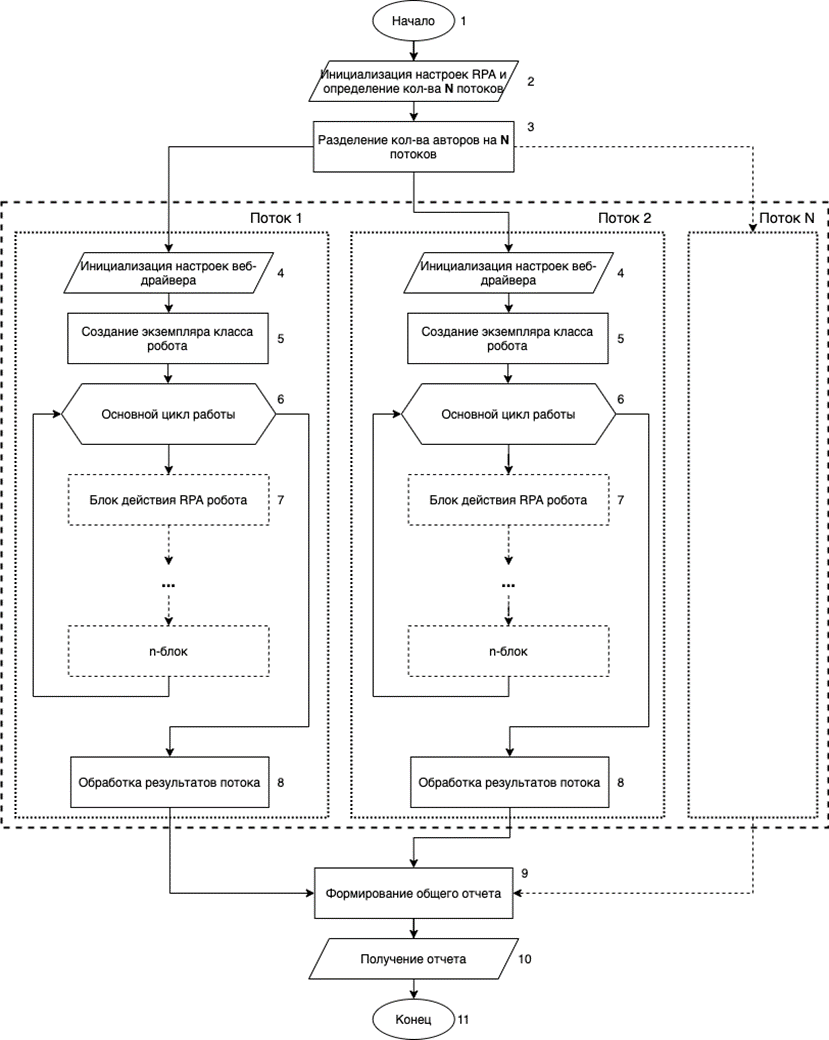 Начало
1
Инициализация настроек RPA и
определение кол-ва N потоков
2
3
Разделение кол-ва авторов на N
потоков
Поток 1
Поток 2
Поток N
Инициализация настроек веб-
драйвера
4
Создание экземпляра класса
робота
5
Основной цикл работы
6
Блок действия RPA робота
7
...
n-блок
Обработка результатов потока
8
Инициализация настроек веб-
драйвера
4
Создание экземпляра класса
робота
5
Основной цикл работы
6
Блок действия RPA робота
7
...
n-блок
Обработка результатов потока
8
9
Формирование общего отчета
Получение отчета
10
Конец
11